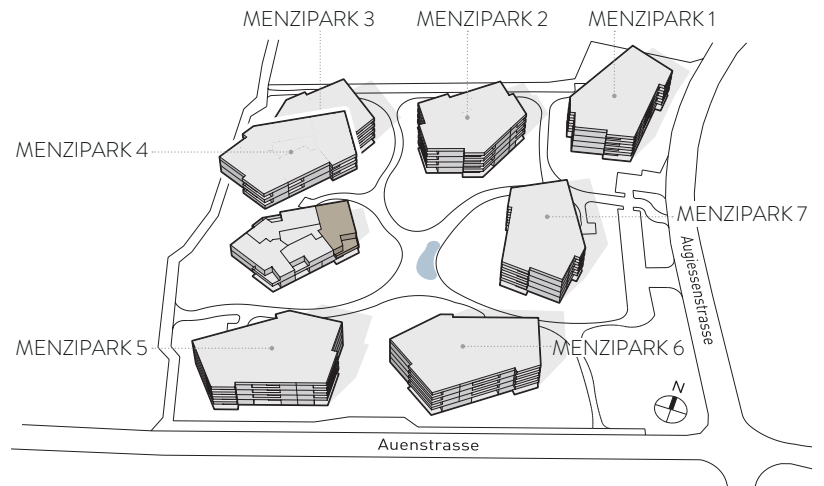 MENZIPARK 3
MENZIPARK 2
MENZIPARK 1
MENZIPARK 4
MENZIPARK 7
Augiessenstrasse
MENZIPARK 5
MENZIPARK 6
N
Auenstrasse